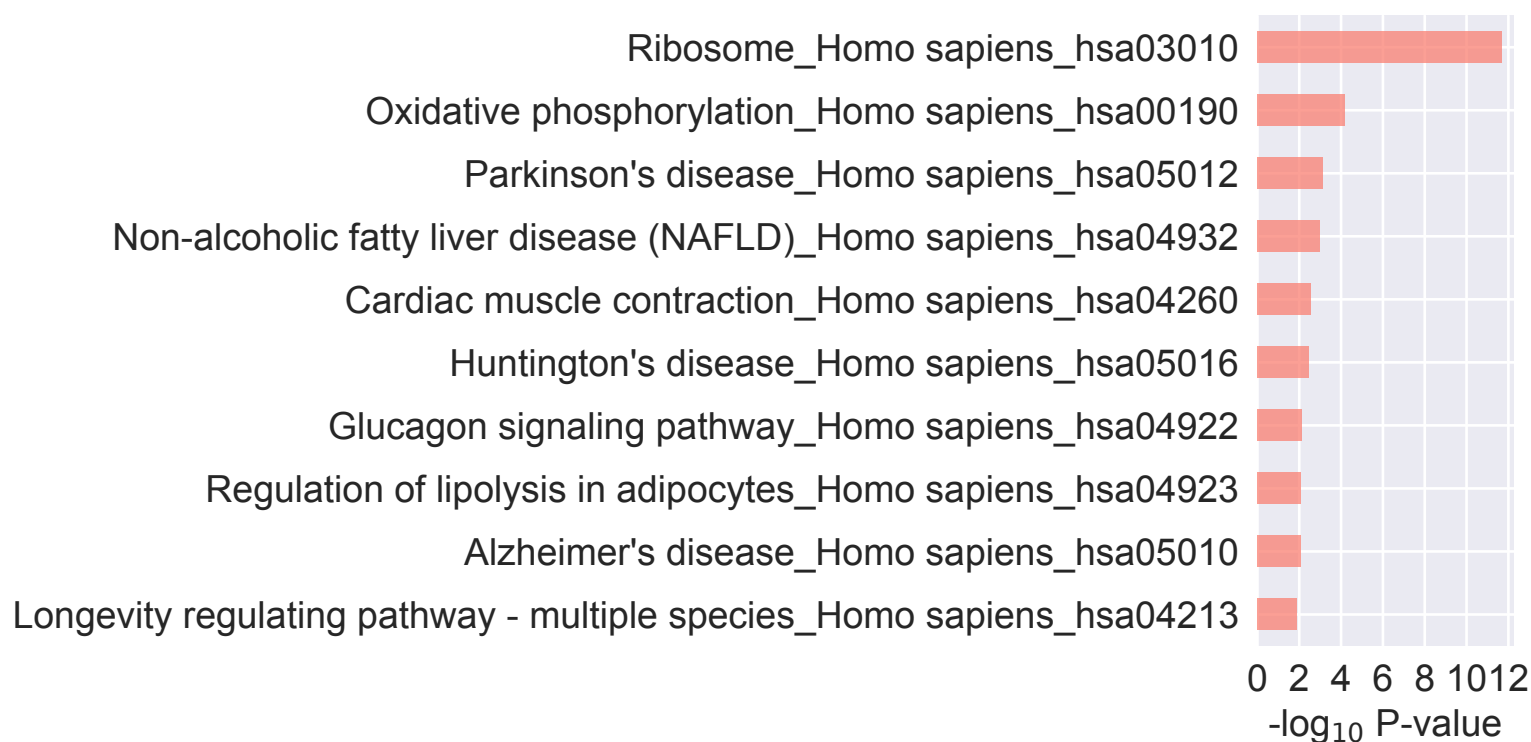 Ribosome_Homo sapiens_hsa03010
Oxidative phosphorylation_Homo sapiens_hsa00190
Parkinson's disease_Homo sapiens_hsa05012
Non-alcoholic fatty liver disease (NAFLD)_Homo sapiens_hsa04932
Cardiac muscle contraction_Homo sapiens_hsa04260
Huntington's disease_Homo sapiens_hsa05016
Glucagon signaling pathway_Homo sapiens_hsa04922
Regulation of lipolysis in adipocytes_Homo sapiens_hsa04923
Alzheimer's disease_Homo sapiens_hsa05010
Longevity regulating pathway - multiple species_Homo sapiens_hsa04213
0 2 4 6 8 10 12
-log₁₀ P-value